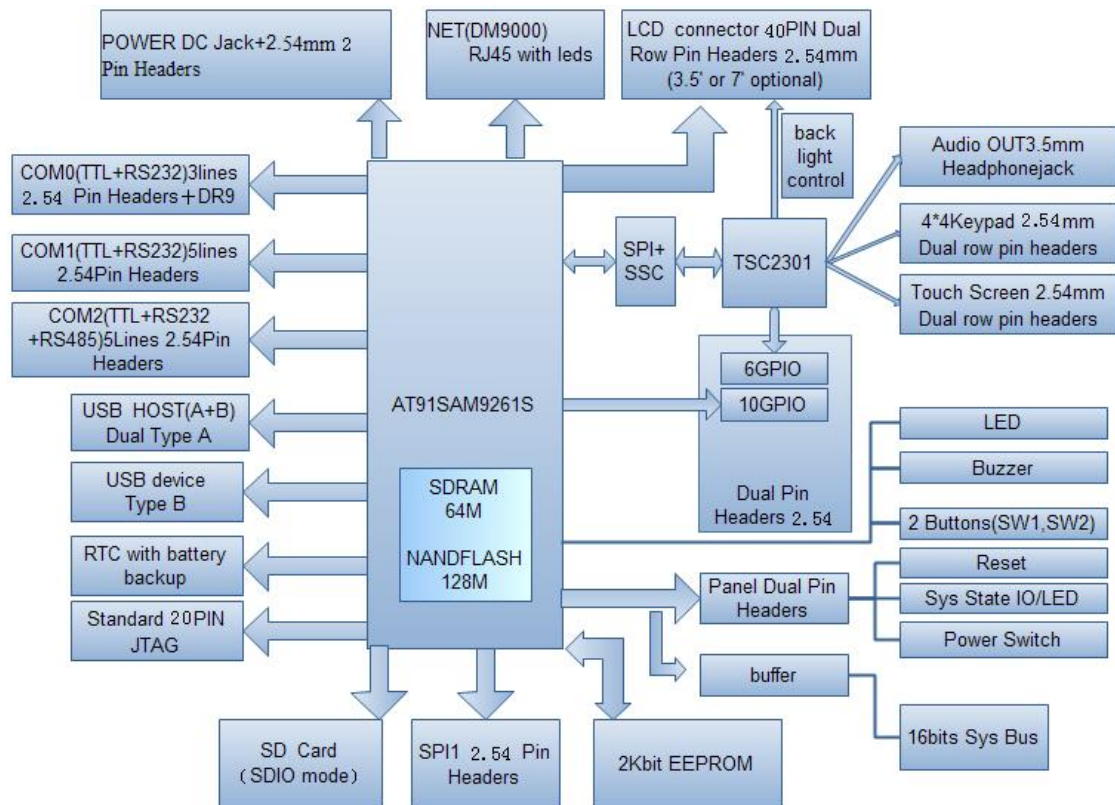 POWER DC Jack+2.54mm 2
Pin Headers
NET(DM9000)
RJ45 with leds
LCD connector 40PIN Dual
Row Pin Headers 2.54mm
(3.5' or 7' optional)
back
light
control
COM0(TTL+RS232)3lines
2.54 Pin Headers+DR9
COM1(TTL+RS232)5lines
2.54Pin Headers
COM2(TTL+RS232
+RS485)5Lines 2.54Pin
Headers
USB HOST(A+B)
Dual Type A
USB device
Type B
RTC with battery
backup
Standard 20PIN
JTAG
AT91SAM9261S
SDRAM
64M
NANDFLASH
128M
SPI+
SSC
TSC2301
Audio OUT3.5mm
Headphonejack
4*4Keypad 2.54mm
Dual row pin headers
Touch Screen 2.54mm
Dual row pin headers
6GPIO
10GPIO
Dual Pin
Headers 2.54
LED
Buzzer
2 Buttons(SW1,SW2)
Panel Dual Pin
Headers
Reset
Sys State IO/LED
Power Switch
buffer
16bits Sys Bus
SD Card
(SDIO mode)
SPI1 2.54 Pin
Headers
2Kbit EEPROM